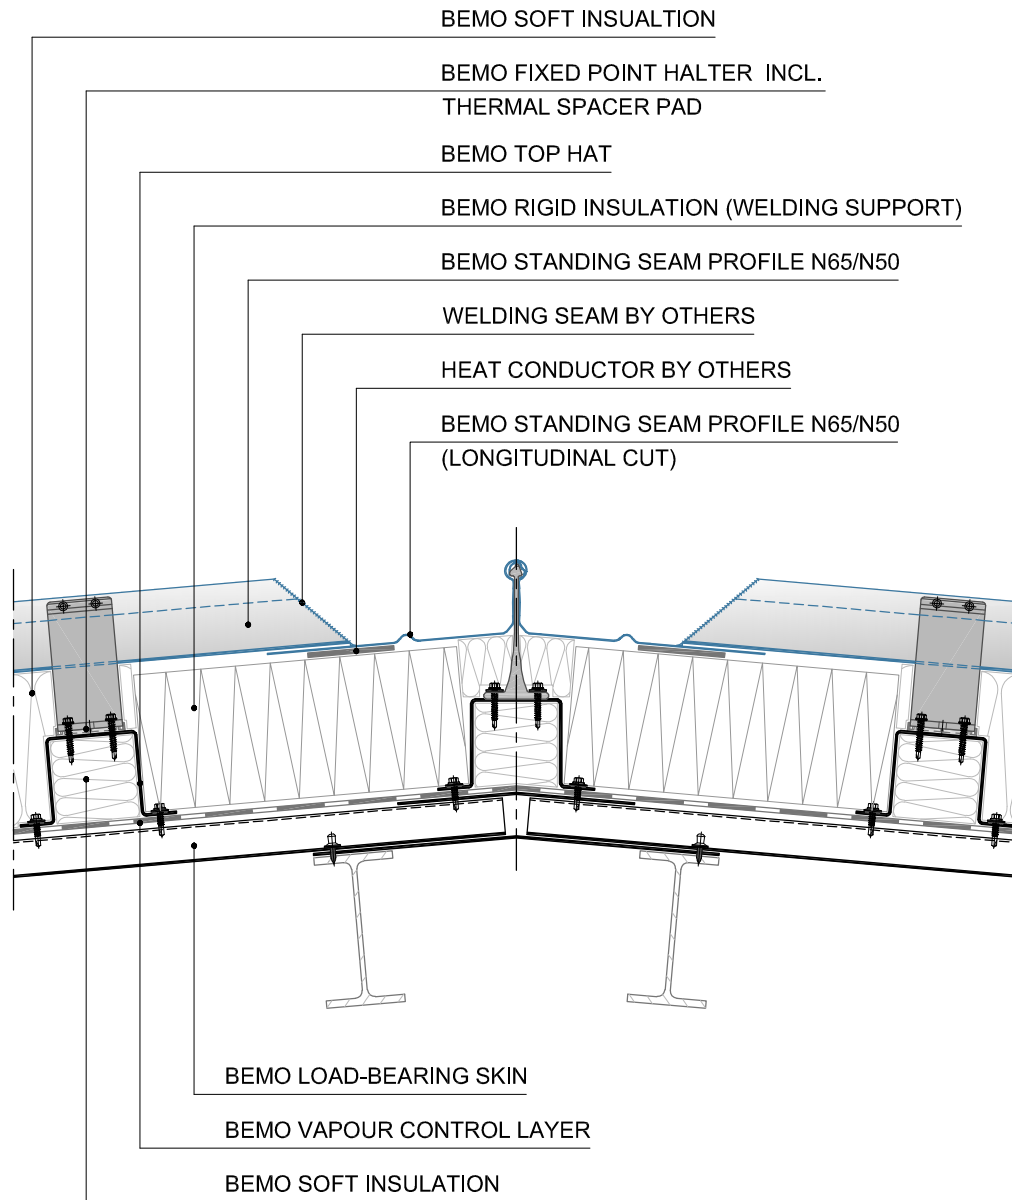 BEMO SOFT INSUALTION
BEMO FIXED POINT HALTER INCL.
THERMAL SPACER PAD
BEMO TOP HAT
BEMO RIGID INSULATION (WELDING SUPPORT)
BEMO STANDING SEAM PROFILE N65/N50
WELDING SEAM BY OTHERS
HEAT CONDUCTOR BY OTHERS
BEMO STANDING SEAM PROFILE N65/N50
(LONGITUDINAL CUT)
BEMO LOAD-BEARING SKIN
BEMO VAPOUR CONTROL LAYER
BEMO SOFT INSULATION